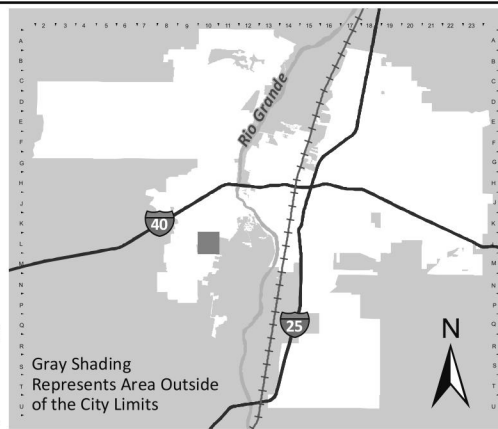 2 3 4 5 6 7 8 9 10 11 12 13 14 15 16 17 18 19 20 21 22 23
A A
B B
C C
D D
E E
F F
G G
H H
J J
K K
L L
M M
N N
P P
Q Q
R R
S S
T T
U U
Rio Grande
40
25
N
Gray Shading
Represents Area Outside
of the City Limits